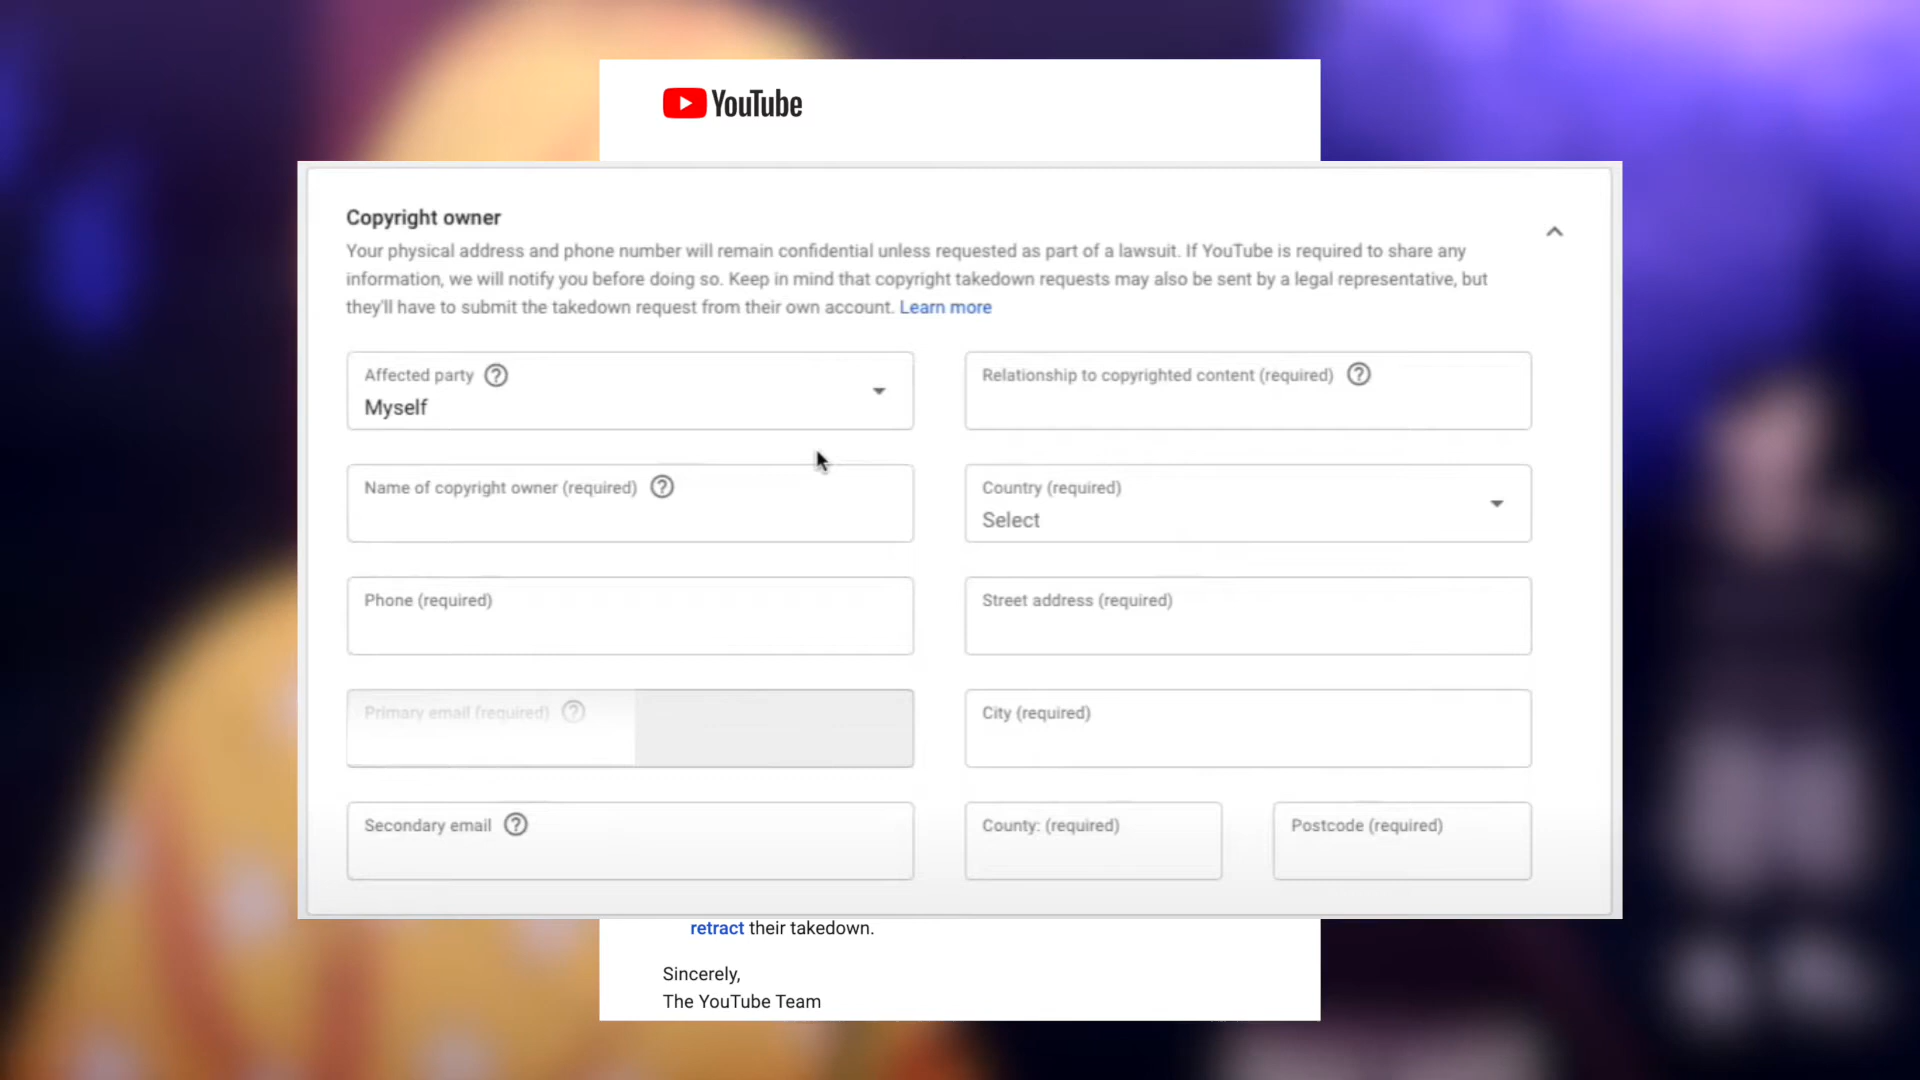 YouTube
Copyright owner
Your physical address and phone number will remain confidential unless requested as part of a lawsuit. If YouTube is required to share any
information, we will notify you before doing so. Keep in mind that copyright takedown requests may also be sent by a legal representative, but
they'll have to submit the takedown request from their own account. Learn more
Affected party
Myself
Relationship to copyrighted content (required)
Name of copyright owner (required)
Country (required)
Select
Phone (required)
Street address (required)
Primary email (required)
City (required)
Secondary email
County: (required)
Postcode (required)
retract their takedown.
Sincerely,
The YouTube Team